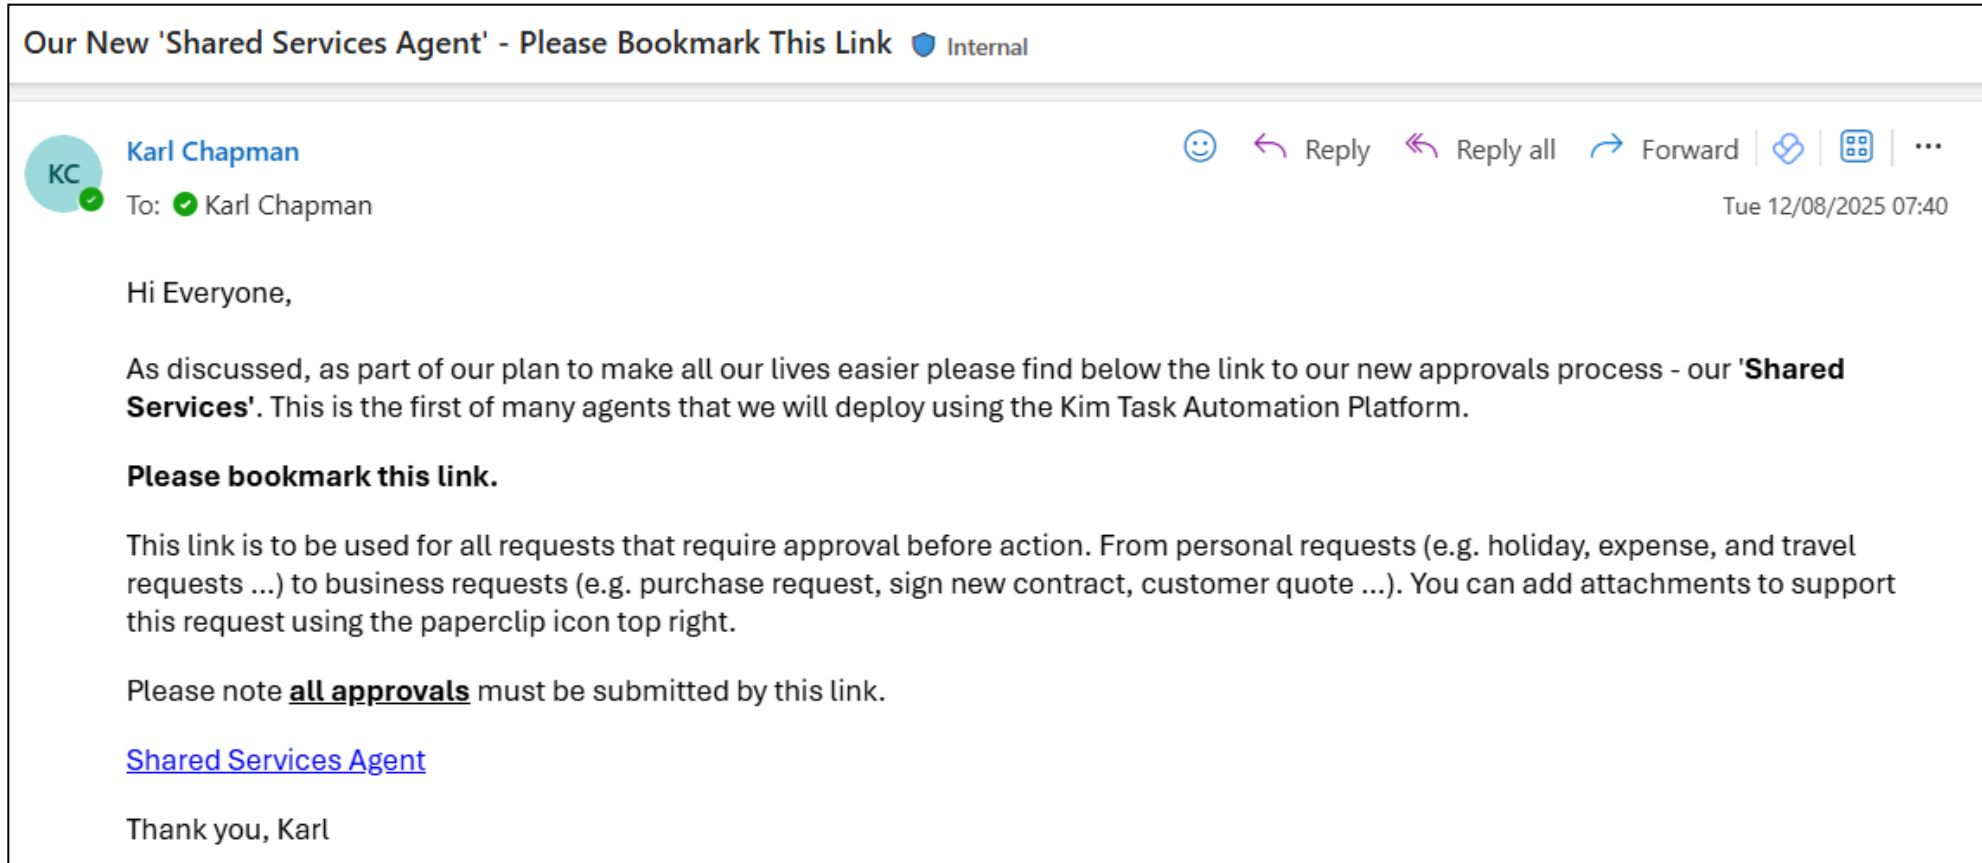 Our New 'Shared Services Agent' - Please Bookmark This Link Internal
KC
Karl Chapman
Reply Reply all Forward
To: Karl Chapman
Tue 12/08/2025 07:40
Hi Everyone,
As discussed, as part of our plan to make all our lives easier please find below the link to our new approvals process - our 'Shared
Services'. This is the first of many agents that we will deploy using the Kim Task Automation Platform.
Please bookmark this link.
This link is to be used for all requests that require approval before action. From personal requests (e.g. holiday, expense, and travel
requests ...) to business requests (e.g. purchase request, sign new contract, customer quote ...). You can add attachments to support
this request using the paperclip icon top right.
Please note all approvals must be submitted by this link.
Shared Services Agent
Thank you, Karl